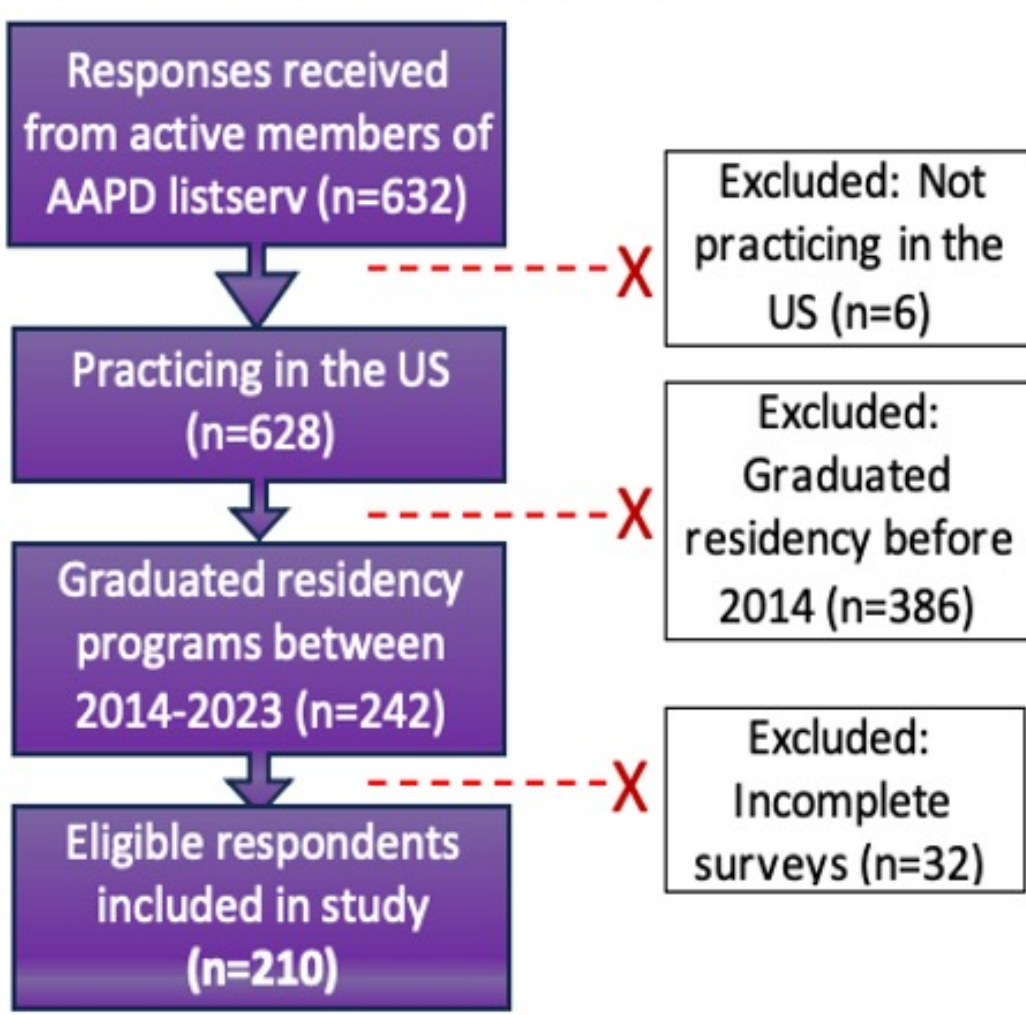 Responses received
from active members of
AAPD listserv (n=632)
Excluded: Not
practicing in the
US (n=6)
X
Practicing in the US
(n=628)
Excluded:
Graduated
residency before
2014 (n=386)
X
Graduated residency
programs between
2014-2023 (n=242)
Excluded:
Incomplete
surveys (n=32)
X
Eligible respondents
included in study
(n=210)